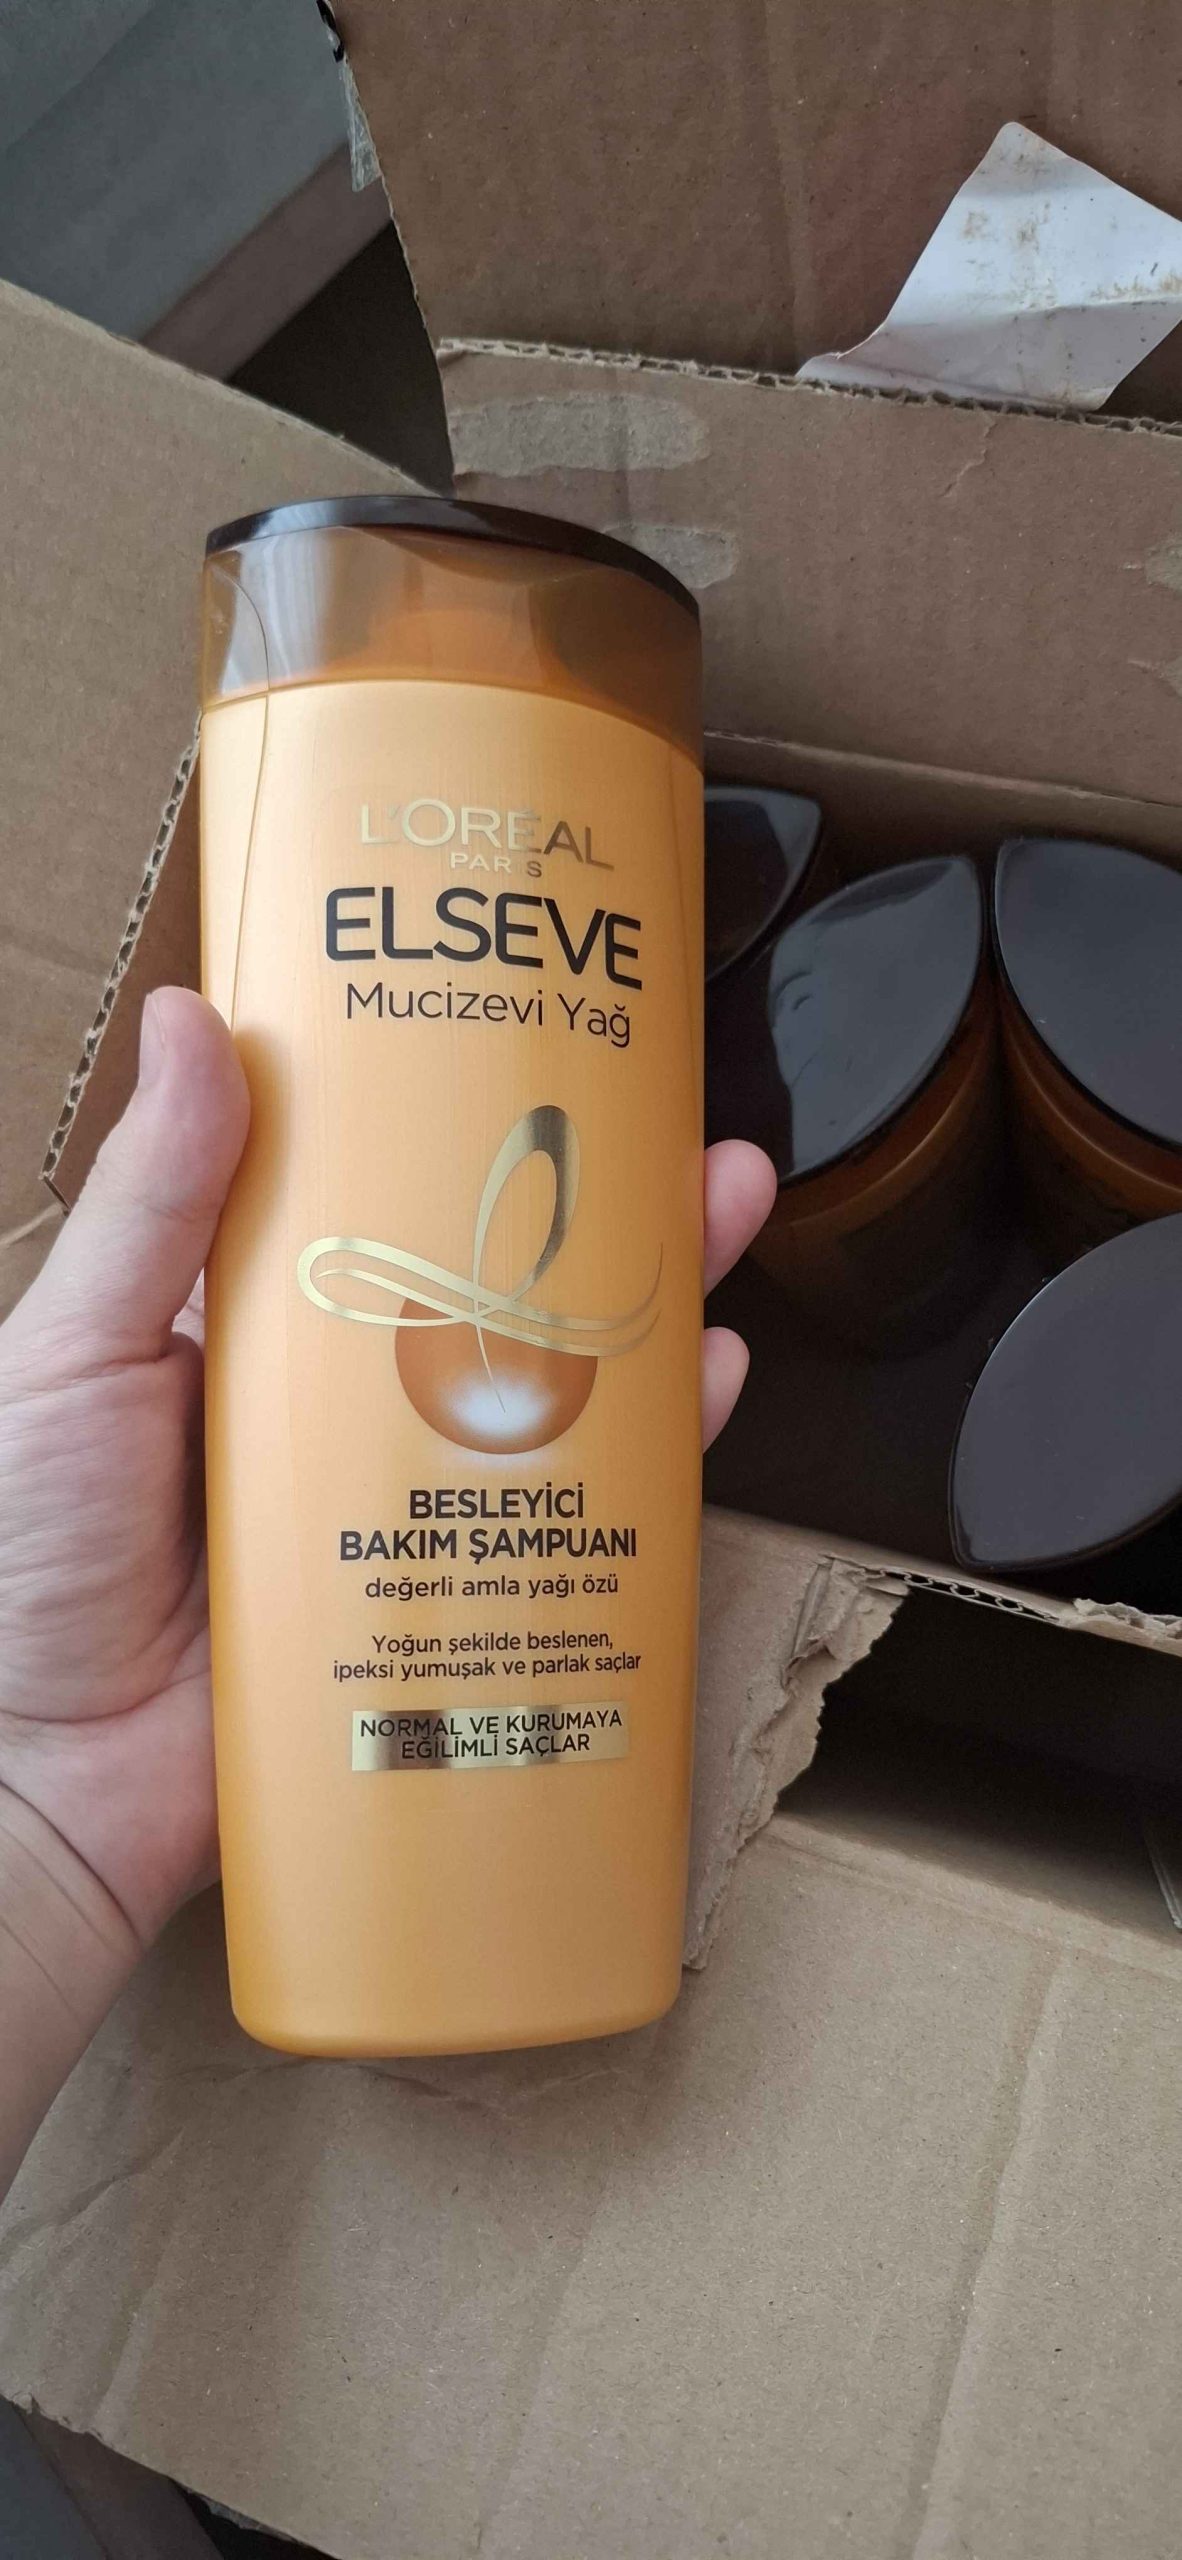 L'ORÉAL
PARIS
ELSEVE
Mucizevi Yağ
BESLEYİCİ
BAKIM ŞAMPUANI
değerli amla yağı özü
Yoğun şekilde beslenen,
ipeksi yumuşak ve parlak saçlar
NORMAL VE KURUMAYA
EĞİLİMLİ SAÇLAR